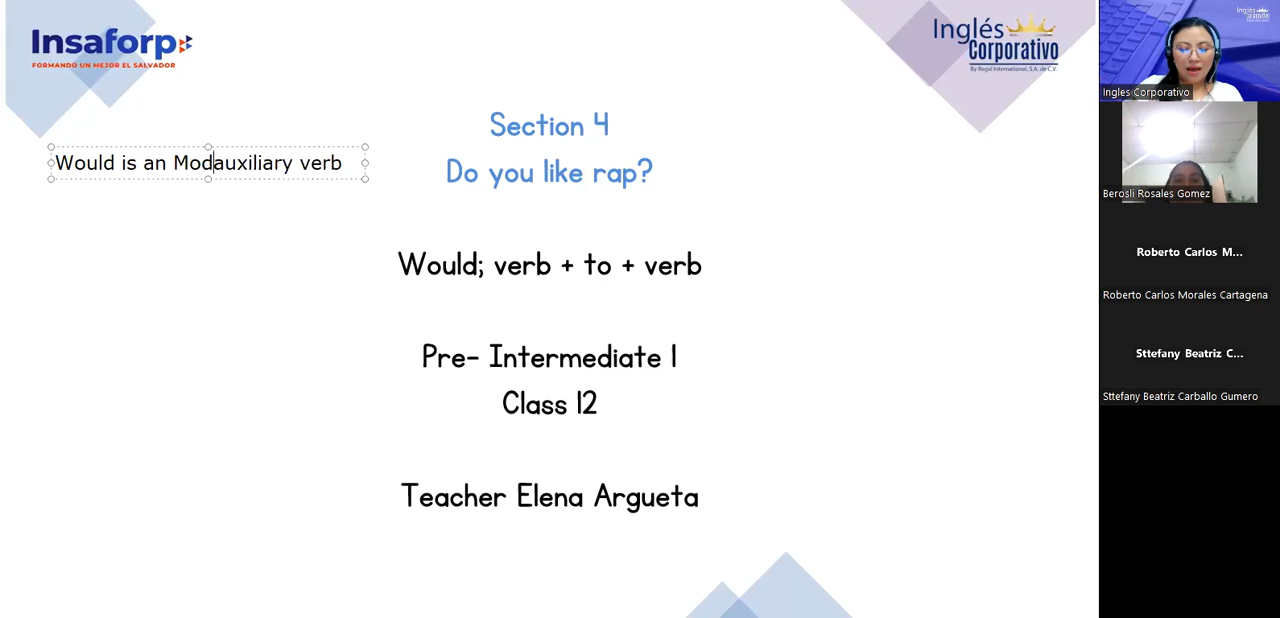 Insaforp
FORMANDO UN MEJOR EL SALVADOR
Inglés
Corporativo
By Regal International, S.A. de C.V.
Section 4
Do you like rap?
Would is an Modauxiliary verb
Would; verb + to + verb
Pre- Intermediate 1
Class 12
Teacher Elena Argueta
Inglés
Corporativo
Ingles Corporativo
Berosli Rosales Gomez
Roberto Carlos M...
Roberto Carlos Morales Cartagena
Sttefany Beatriz C...
Sttefany Beatriz Carballo Gumero